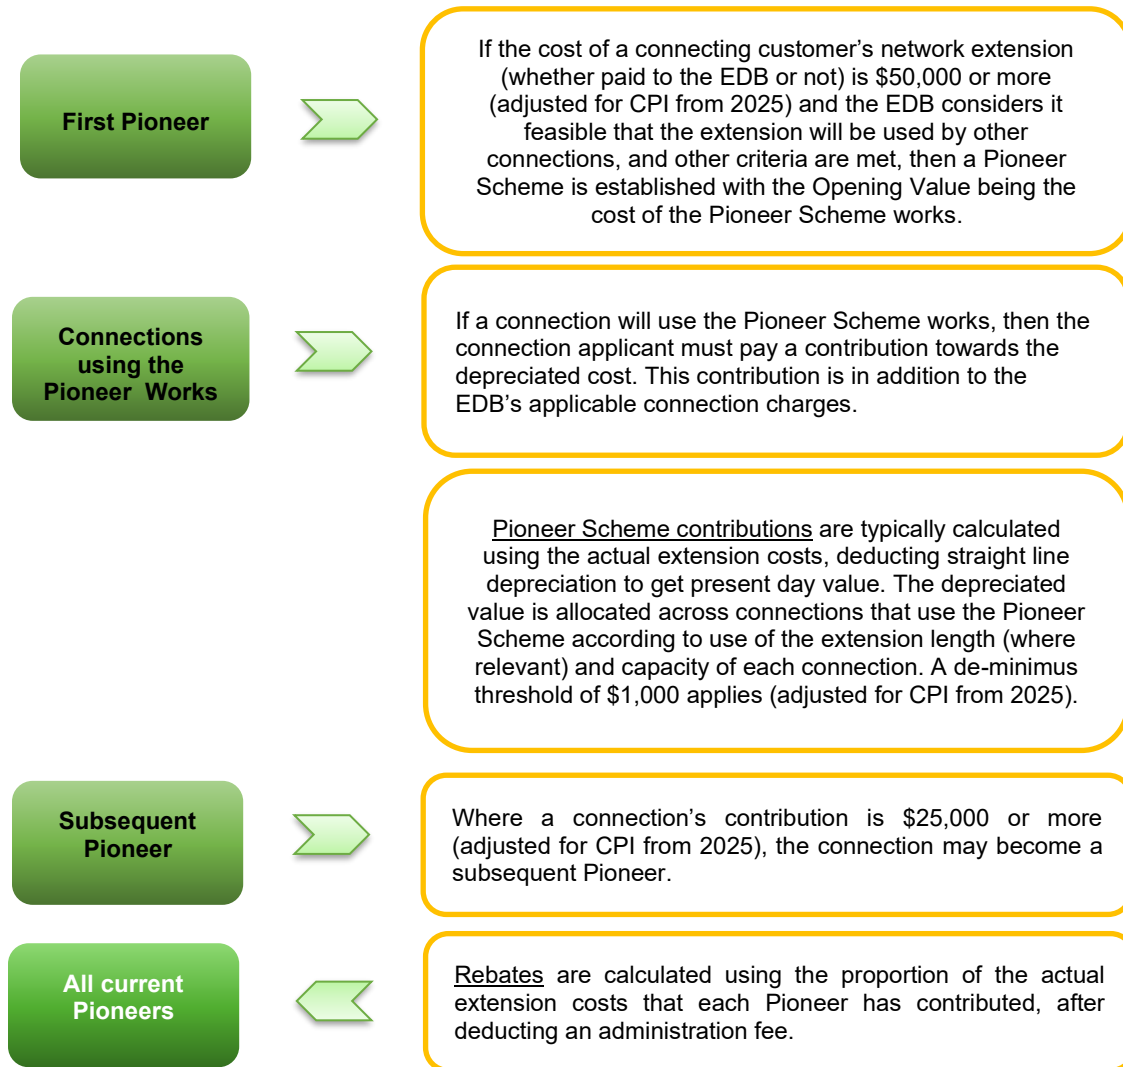 First Pioneer
If the cost of a connecting customer’s network extension
(whether paid to the EDB or not) is $50,000 or more
(adjusted for CPI from 2025) and the EDB considers it
feasible that the extension will be used by other
connections, and other criteria are met, then a Pioneer
Scheme is established with the Opening Value being the
cost of the Pioneer Scheme works.
Connections
using the
Pioneer Works
If a connection will use the Pioneer Scheme works, then the
connection applicant must pay a contribution towards the
depreciated cost. This contribution is in addition to the
EDB’s applicable connection charges.
Pioneer Scheme contributions are typically calculated
using the actual extension costs, deducting straight line
depreciation to get present day value. The depreciated
value is allocated across connections that use the Pioneer
Scheme according to use of the extension length (where
relevant) and capacity of each connection. A de-minimus
threshold of $1,000 applies (adjusted for CPI from 2025).
Subsequent
Pioneer
Where a connection’s contribution is $25,000 or more
(adjusted for CPI from 2025), the connection may become a
subsequent Pioneer.
All current
Pioneers
Rebates are calculated using the proportion of the actual
extension costs that each Pioneer has contributed, after
deducting an administration fee.